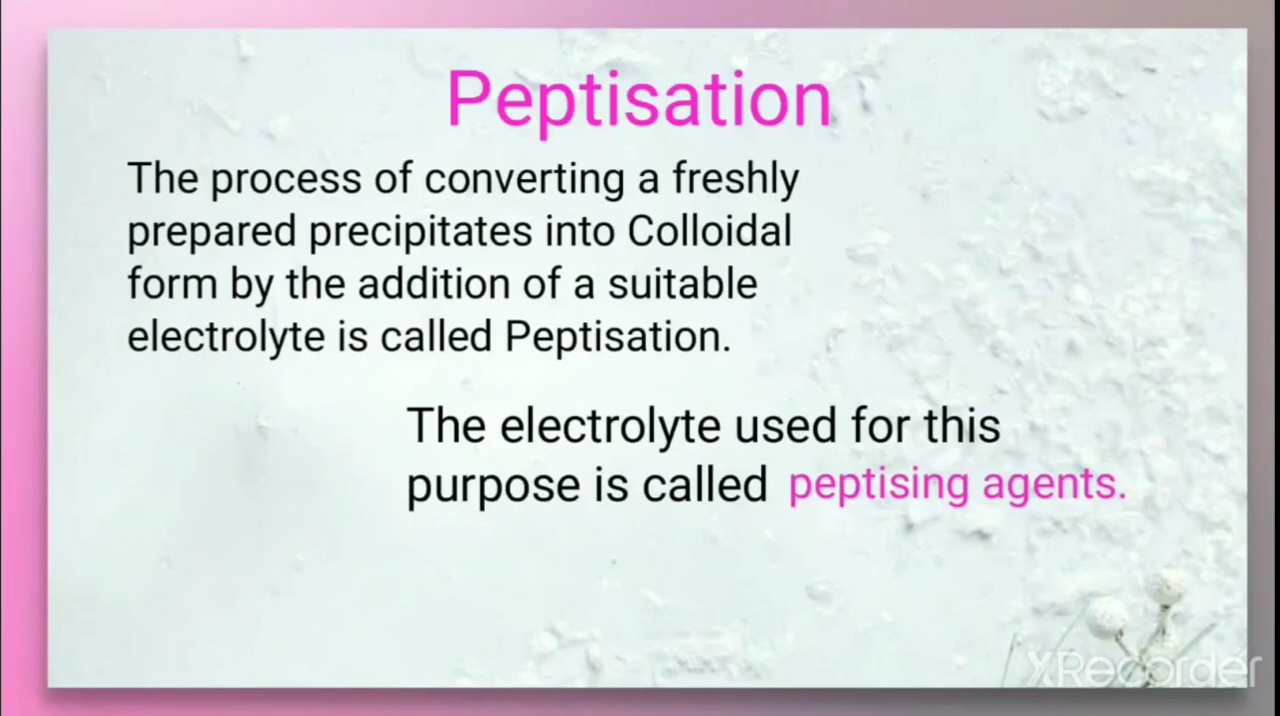 Peptisation
The process of converting a freshly
prepared precipitates into Colloidal
form by the addition of a suitable
electrolyte is called Peptisation.
The electrolyte used for this
purpose is called peptising agents.
XRecorder